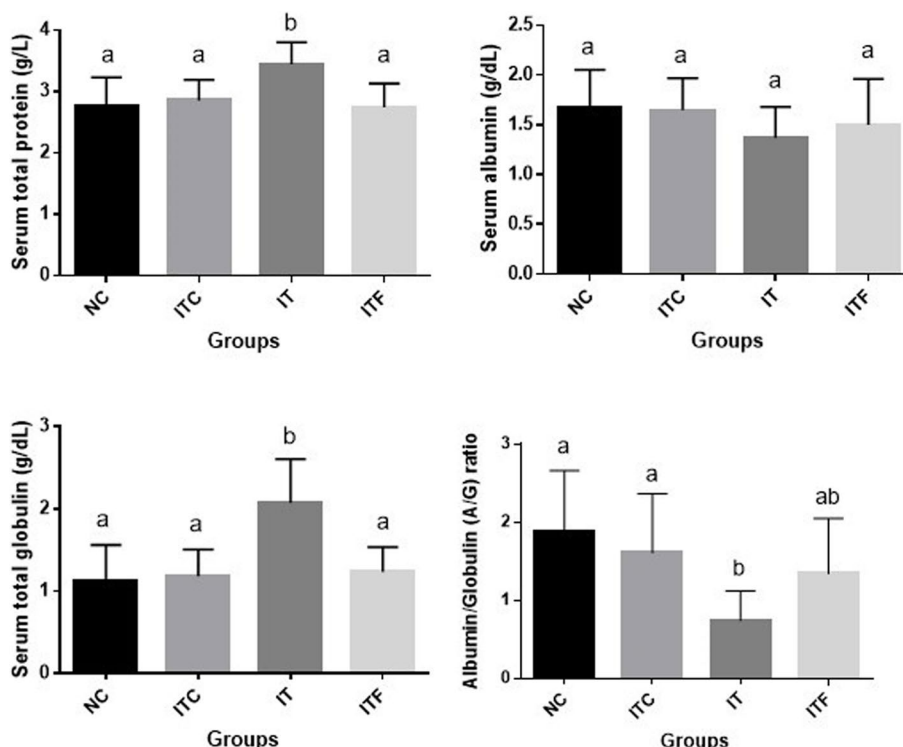 Serum total protein (g/L)
4
3
2
1
0
a
a
b
a
NC
ITC
IT
ITF
Groups
Serum albumin (g/dL)
2.5
2.0
1.5
1.0
0.5
0.0
a
a
a
a
NC
ITC
IT
ITF
Groups
Serum total globulin (g/dL)
3
2
1
0
a
a
b
a
NC
ITC
IT
ITF
Groups
Albumin/Globulin (A/G) ratio
3
2
1
0
a
a
b
ab
NC
ITC
IT
ITF
Groups